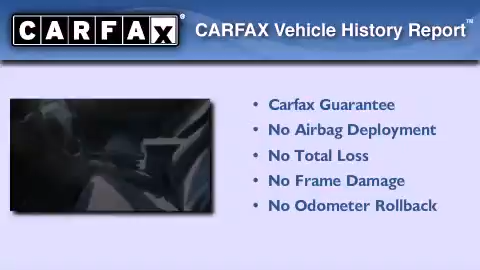 CARFAX® CARFAX Vehicle History Report™
• Carfax Guarantee
• No Airbag Deployment
• No Total Loss
• No Frame Damage
• No Odometer Rollback